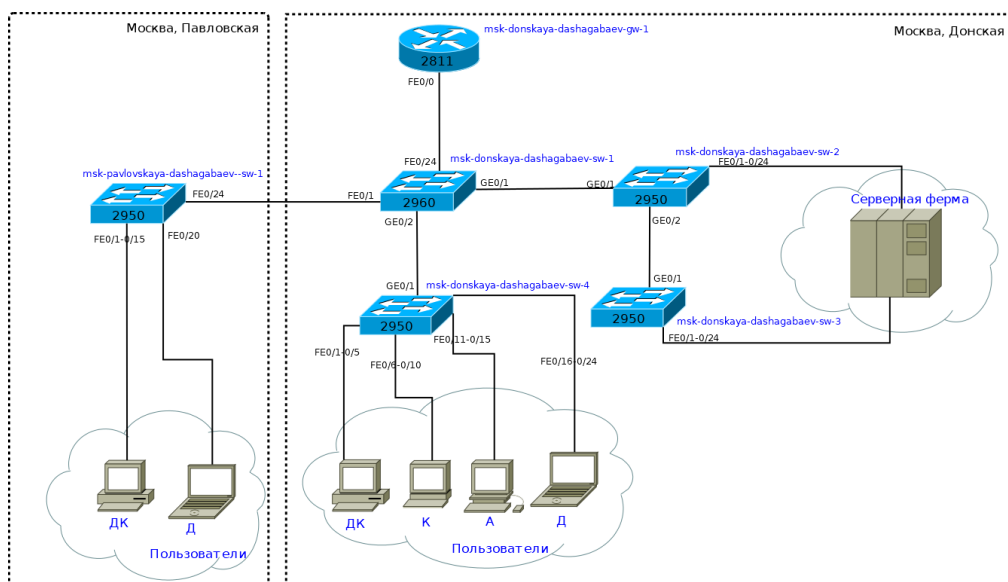 Москва, Павловская
Москва, Донская
msk-donskaya-dashagabaev-gw-1
2811
FE0/0
FE0/24
msk-donskaya-dashagabaev-sw-1
GE0/1
FE0/1
2960
GE0/2
msk-donskaya-dashagabaev-sw-2
FE0/1-0/24
GE0/1
2950
GE0/2
msk-pavlovskaya-dashagabaev--sw-1
FE0/24
2950
FE0/1-0/15
FE0/20
Серверная ферма
GE0/1
msk-donskaya-dashagabaev-sw-4
2950
FE0/1-0/5
FE0/6-0/10
FE0/11-0/15
FE0/16-0/24
GE0/1
2950
msk-donskaya-dashagabaev-sw-3
FE0/1-0/24
ДК
Д
Пользователи
ДК
К
А
Д
Пользователи